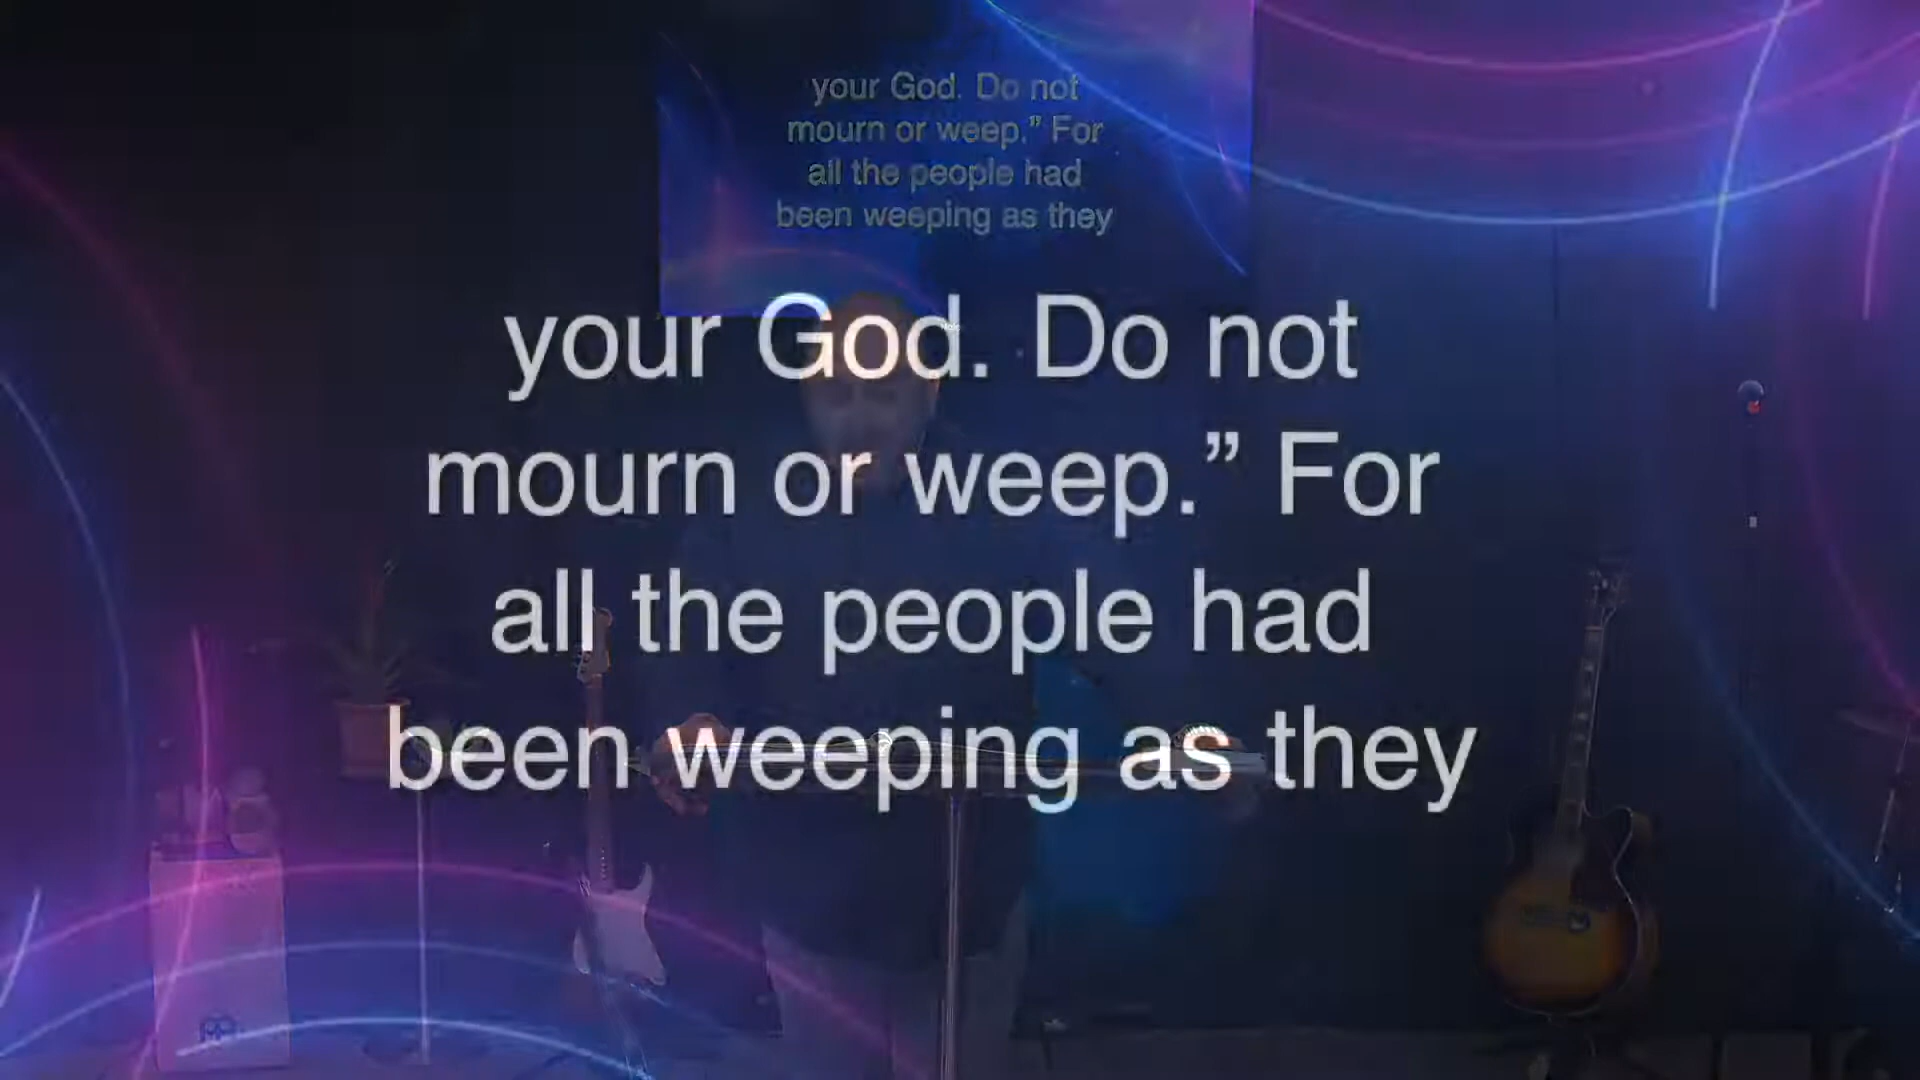 your God. Do not
mourn or weep.” For
all the people had
been weeping as they
your God. Do not
mourn or weep.” For
all the people had
been weeping as they